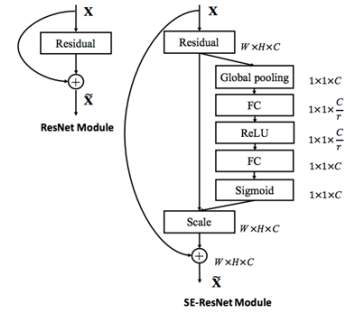 X
Residual
+
X̃
ResNet Module
X
Residual
W×H×C
Global pooling
1×1×C
FC
1×1×C/r
ReLU
1×1×C/r
FC
1×1×C
Sigmoid
1×1×C
Scale
W×H×C
+
W×H×C
X̃
SE-ResNet Module